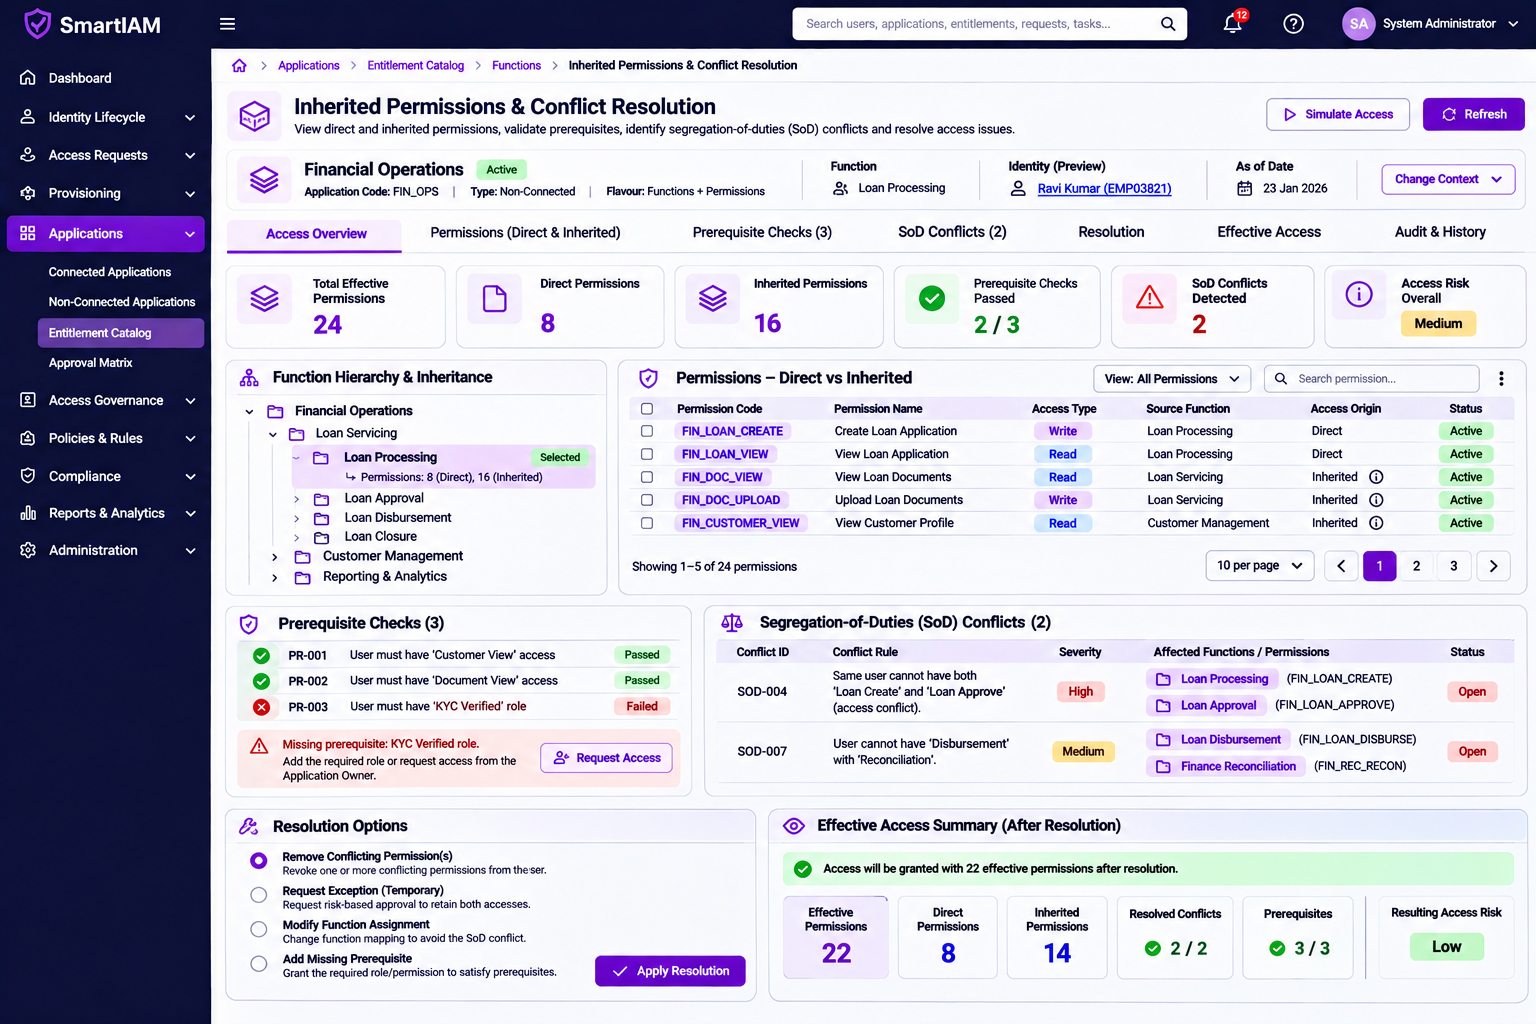 SmartIAM
Search users, applications, entitlements, requests, tasks...
12
SA
System Administrator
Dashboard
Identity Lifecycle
Access Requests
Provisioning
Applications
Connected Applications
Non-Connected Applications
Entitlement Catalog
Approval Matrix
Access Governance
Policies & Rules
Compliance
Reports & Analytics
Administration
Applications > Entitlement Catalog > Functions > Inherited Permissions & Conflict Resolution
Inherited Permissions & Conflict Resolution
View direct and inherited permissions, validate prerequisites, identify segregation-of-duties (SoD) conflicts and resolve access issues.
Simulate Access
Refresh
Financial Operations Active
Application Code: FIN_OPS | Type: Non-Connected | Flavour: Functions + Permissions
Function
Loan Processing
Identity (Preview)
Ravi Kumar (EMP03821)
As of Date
23 Jan 2026
Change Context
Access Overview
Permissions (Direct & Inherited)
Prerequisite Checks (3)
SoD Conflicts (2)
Resolution
Effective Access
Audit & History
Total Effective
Permissions
24
Direct Permissions
8
Inherited Permissions
16
Prerequisite Checks
Passed
2 / 3
SoD Conflicts
Detected
2
Access Risk
Overall
Medium
Function Hierarchy & Inheritance
Financial Operations
Loan Servicing
Loan Processing Selected
↳ Permissions: 8 (Direct), 16 (Inherited)
Loan Approval
Loan Disbursement
Loan Closure
Customer Management
Reporting & Analytics
Permissions – Direct vs Inherited
View: All Permissions
Search permission...
Permission Code Permission Name Access Type Source Function Access Origin Status
FIN_LOAN_CREATE Create Loan Application Write Loan Processing Direct Active
FIN_LOAN_VIEW View Loan Application Read Loan Processing Direct Active
FIN_DOC_VIEW View Loan Documents Read Loan Servicing Inherited Active
FIN_DOC_UPLOAD Upload Loan Documents Write Loan Servicing Inherited Active
FIN_CUSTOMER_VIEW View Customer Profile Read Customer Management Inherited Active
Showing 1–5 of 24 permissions
10 per page
1 2 3
Prerequisite Checks (3)
PR-001 User must have 'Customer View' access Passed
PR-002 User must have 'Document View' access Passed
PR-003 User must have 'KYC Verified' role Failed
Missing prerequisite: KYC Verified role.
Add the required role or request access from the
Application Owner.
Request Access
Segregation-of-Duties (SoD) Conflicts (2)
Conflict ID Conflict Rule Severity Affected Functions / Permissions Status
SOD-004
Same user cannot have both
'Loan Create' and 'Loan Approve'
(access conflict).
High
Loan Processing (FIN_LOAN_CREATE)
Loan Approval (FIN_LOAN_APPROVE)
Open
SOD-007
User cannot have 'Disbursement'
with 'Reconciliation'.
Medium
Loan Disbursement (FIN_LOAN_DISBURSE)
Finance Reconciliation (FIN_REC_RECON)
Open
Resolution Options
Remove Conflicting Permission(s)
Revoke one or more conflicting permissions from
Request Exception (Temporary)
Request risk-based approval to retain both accesses.
Modify Function Assignment
Change function mapping to avoid the SoD conflict.
Add Missing Prerequisite
Grant the required role/permission to satisfy prerequisites.
Apply Resolution
Effective Access Summary (After Resolution)
Access will be granted with 22 effective permissions after resolution.
Effective
Permissions
22
Direct
Permissions
8
Inherited
Permissions
14
Resolved Conflicts
2 / 2
Prerequisites
3 / 3
Resulting Access Risk
Low